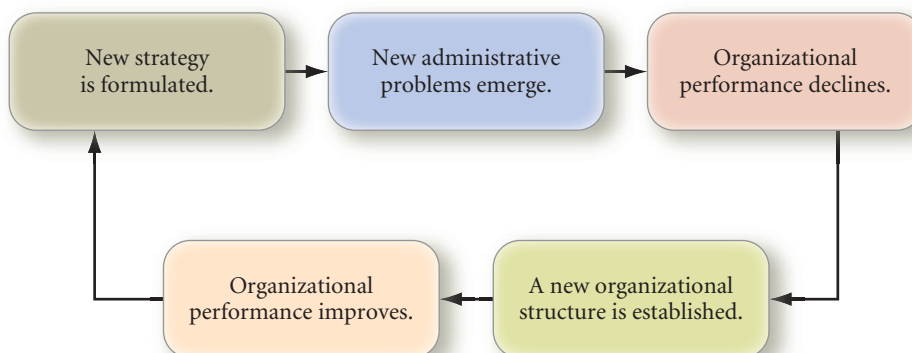 New strategy
is formulated.
New administrative
problems emerge.
Organizational
performance declines.
A new organizational
structure is established.
Organizational
performance improves.